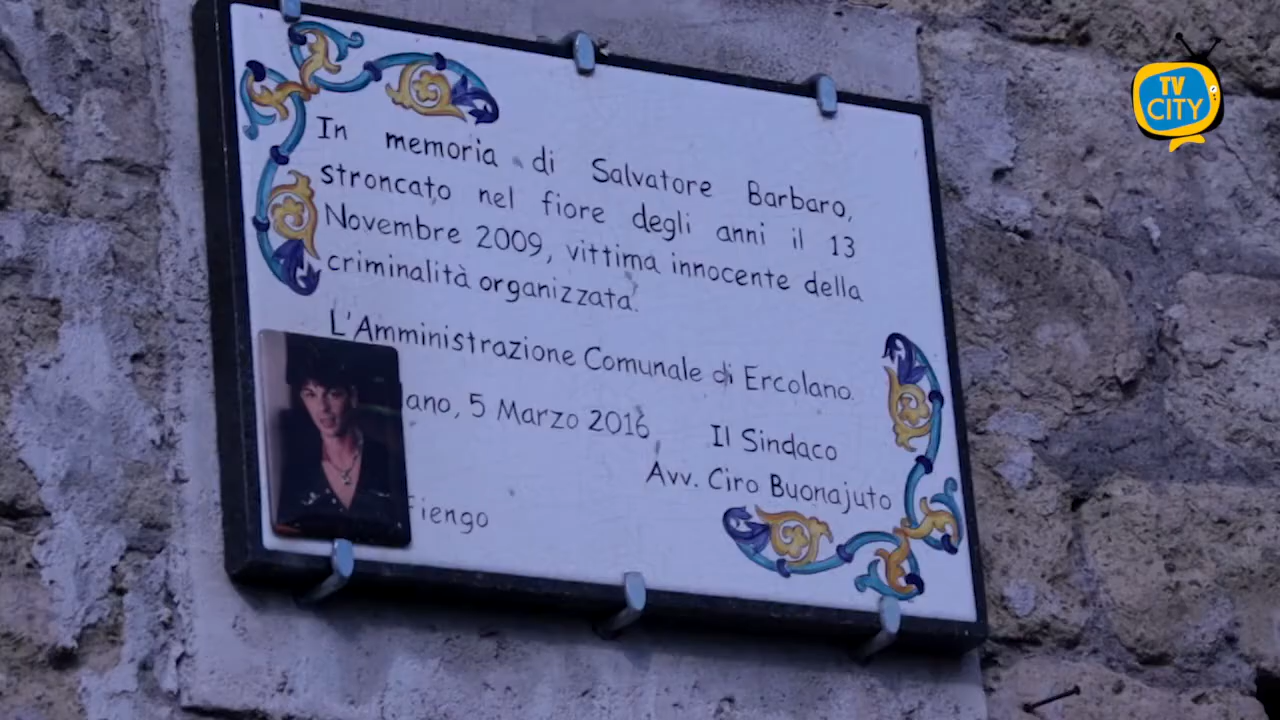 TV
CITY
In memoria di Salvatore Barbaro,
stroncato nel fiore degli anni il 13
Novembre 2009, vittima innocente della
criminalità organizzata.
L'Amministrazione Comunale di Ercolano.
ano, 5 Marzo 2016
Il Sindaco
Avv. Ciro Buonajuto
Fiengo